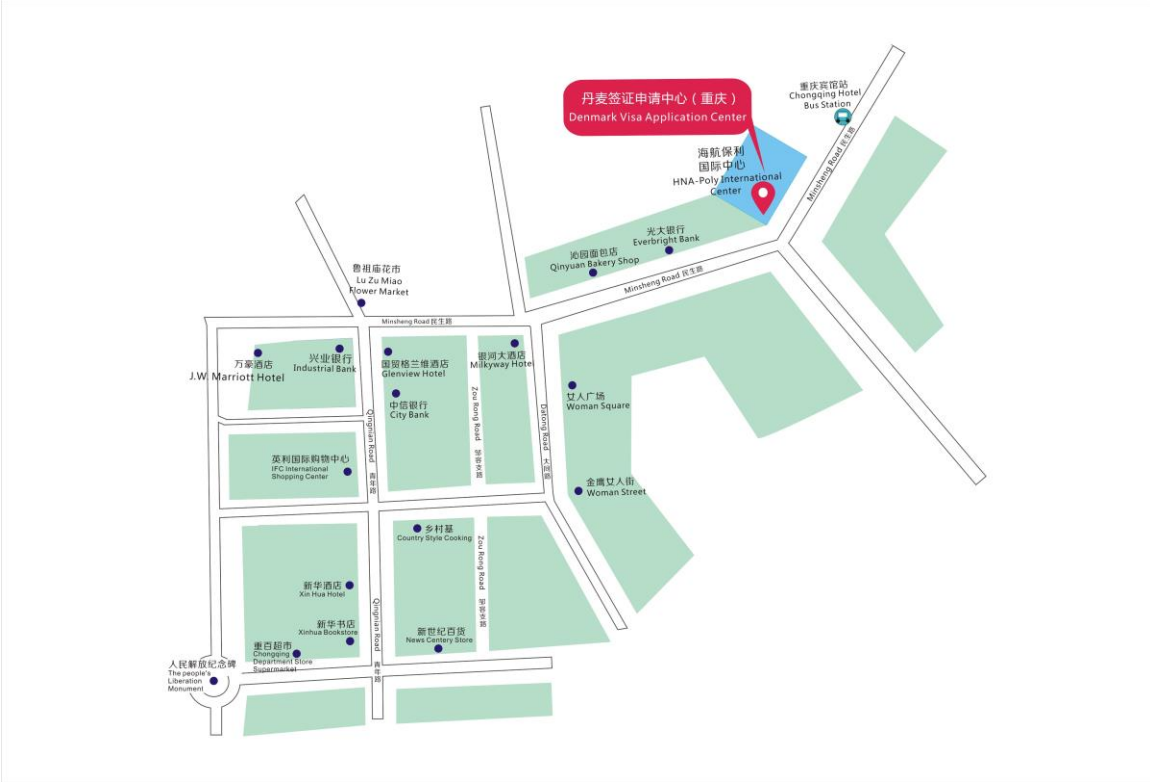 丹麦签证申请中心（重庆）
Denmark Visa Application Center
重庆宾馆站
Chongqing Hotel
Bus Station
海航保利
国际中心
HNA-Poly International
Center
Minsheng Road 民生路
光大银行
Everbright Bank
沁园面包店
Qinyuan Bakery Shop
Minsheng Road 民生路
鲁祖庙花市
Lu Zu Miao
Flower Market
Minsheng Road 民生路
万豪酒店
J.W. Marriott Hotel
兴业银行
Industrial Bank
国贸格兰维酒店
Glenview Hotel
银河大酒店
Milkyway Hotel
中信银行
City Bank
女人广场
Woman Square
Qingnian Road 青年路
Zou Rong Road 邹容支路
Datong Road 大同路
英利国际购物中心
IFC International
Shopping Center
金鹰女人街
Woman Street
乡村基
Country Style Cooking
Zou Rong Road 邹容支路
新华酒店
Xin Hua Hotel
Qingnian Road 青年路
新华书店
Xinhua Bookstore
新世纪百货
News Centery Store
重百超市
Chongqing
Department Store
Supermarket
人民解放纪念碑
The people's
Liberation
Monument